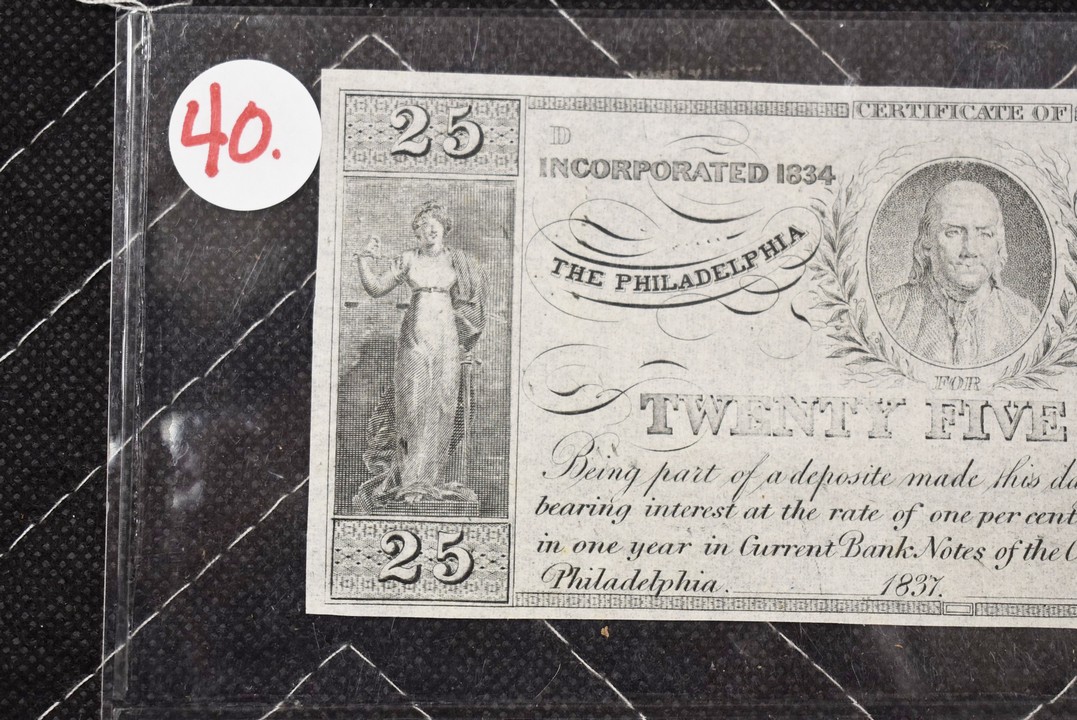 40.
25
CERTIFICATE OF
D
INCORPORATED 1834
THE PHILADELPHIA
FOR
TWENTY FIVE
Being part of a deposite made this
bearing interest at the rate of one per cent
in one year in Current Bank Notes of the
25
Philadelphia. 1837.